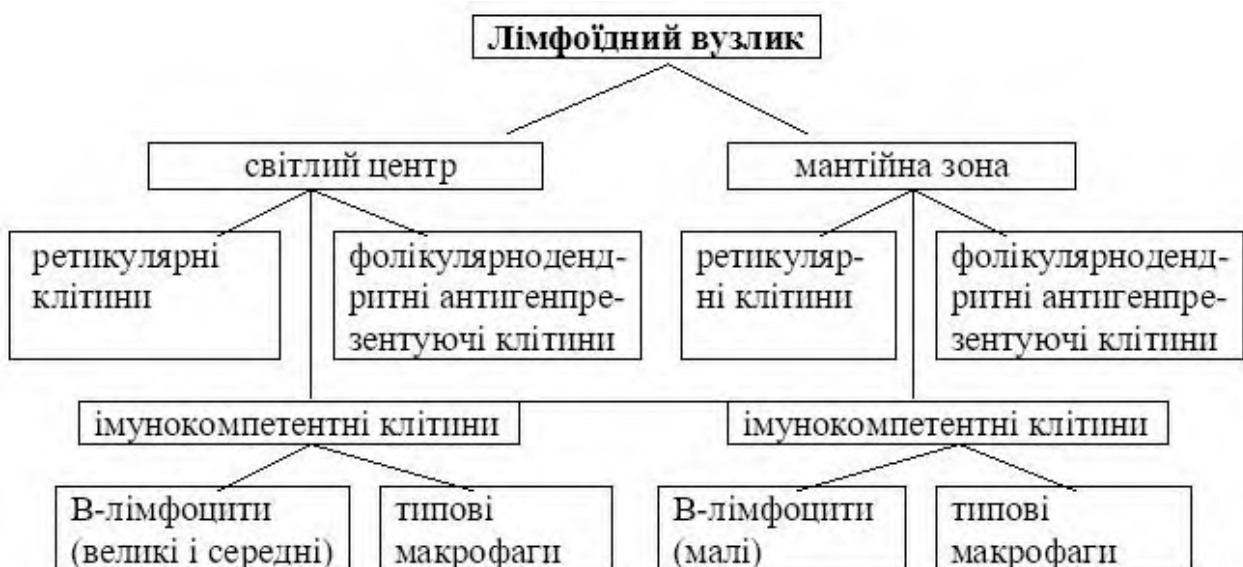 Лімфоїдний вузлик
світлий центр
мантійна зона
ретикулярні
клітини
фолікулярноденд-
ритні антигенпре-
зентуючі клітини
ретикуляр-
ні клітини
фолікулярноденд-
ритні антигенпре-
зентуючі клітини
імунокомпетентні клітини
імунокомпетентні клітини
В-лімфоцити
(великі і середні)
типові
макрофаги
В-лімфоцити
(малі)
типові
макрофаги